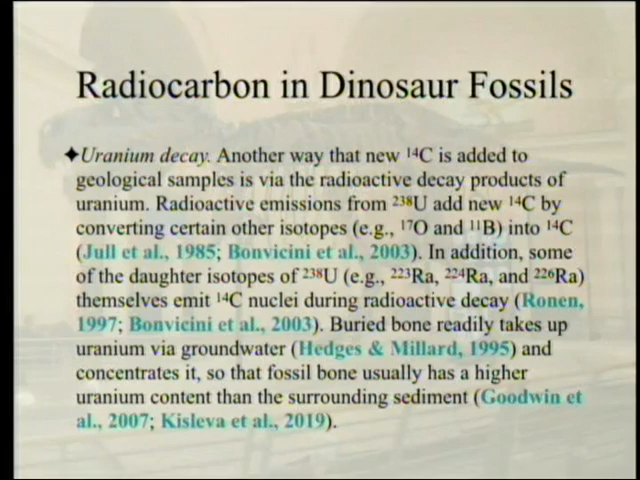 Radiocarbon in Dinosaur Fossils
✦Uranium decay. Another way that new ¹⁴C is added to
geological samples is via the radioactive decay products of
uranium. Radioactive emissions from ²³⁸U add new ¹⁴C by
converting certain other isotopes (e.g., ¹⁷O and ¹¹B) into ¹⁴C
(Jull et al., 1985; Bonvicini et al., 2003). In addition, some
of the daughter isotopes of ²³⁸U (e.g., ²²³Ra, ²²⁴Ra, and ²²⁶Ra)
themselves emit ¹⁴C nuclei during radioactive decay (Ronen,
1997; Bonvicini et al., 2003). Buried bone readily takes up
uranium via groundwater (Hedges & Millard, 1995) and
concentrates it, so that fossil bone usually has a higher
uranium content than the surrounding sediment (Goodwin et
al., 2007; Kisleva et al., 2019).